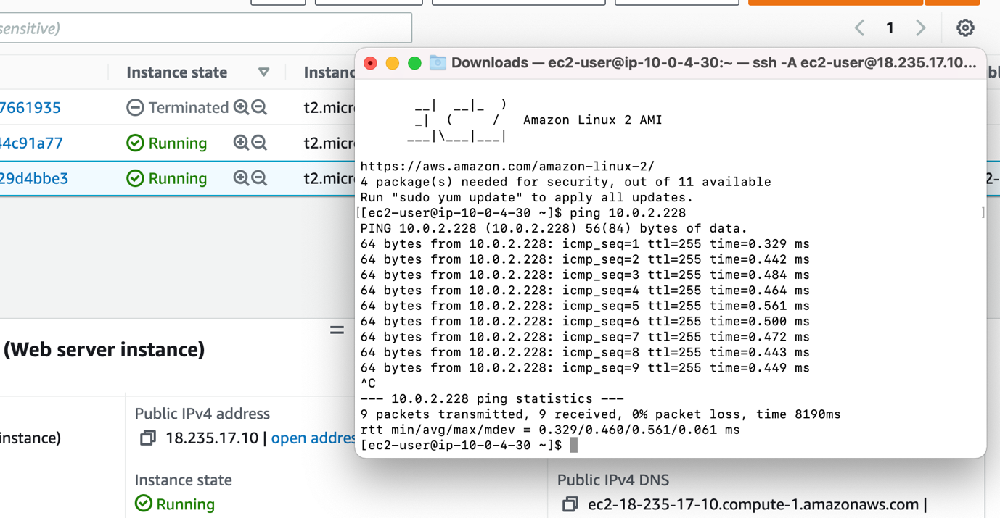 sensitive)
1
Instance state
Instanc
7661935
Terminated
t2.micr
44c91a77
Running
t2.micr
29d4bbe3
Running
t2.micr
2-
Downloads — ec2-user@ip-10-0-4-30:~ — ssh -A ec2-user@18.235.17.10...
__|  __|_  )
_|  (     /   Amazon Linux 2 AMI
___|\___|___|
https://aws.amazon.com/amazon-linux-2/
4 package(s) needed for security, out of 11 available
Run "sudo yum update" to apply all updates.
[[ec2-user@ip-10-0-4-30 ~]$ ping 10.0.2.228 ]
PING 10.0.2.228 (10.0.2.228) 56(84) bytes of data.
64 bytes from 10.0.2.228: icmp_seq=1 ttl=255 time=0.329 ms
64 bytes from 10.0.2.228: icmp_seq=2 ttl=255 time=0.442 ms
64 bytes from 10.0.2.228: icmp_seq=3 ttl=255 time=0.484 ms
64 bytes from 10.0.2.228: icmp_seq=4 ttl=255 time=0.464 ms
64 bytes from 10.0.2.228: icmp_seq=5 ttl=255 time=0.561 ms
64 bytes from 10.0.2.228: icmp_seq=6 ttl=255 time=0.500 ms
64 bytes from 10.0.2.228: icmp_seq=7 ttl=255 time=0.472 ms
64 bytes from 10.0.2.228: icmp_seq=8 ttl=255 time=0.443 ms
64 bytes from 10.0.2.228: icmp_seq=9 ttl=255 time=0.449 ms
^C
--- 10.0.2.228 ping statistics ---
9 packets transmitted, 9 received, 0% packet loss, time 8190ms
rtt min/avg/max/mdev = 0.329/0.460/0.561/0.061 ms
[ec2-user@ip-10-0-4-30 ~]$
(Web server instance)
instance)
Public IPv4 address
18.235.17.10 | open addres
Instance state
Running
Public IPv4 DNS
ec2-18-235-17-10.compute-1.amazonaws.com |